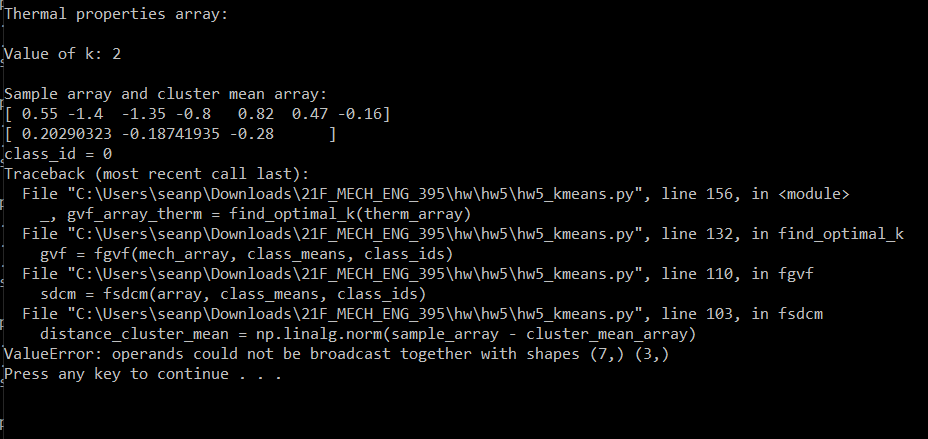 Thermal properties array:
Value of k: 2
Sample array and cluster mean array:
[ 0.55 -1.4  -1.35 -0.8   0.82  0.47 -0.16]
[ 0.20290323 -0.18741935 -0.28      ]
class_id = 0
Traceback (most recent call last):
  File "C:\Users\seanp\Downloads\21F_MECH_ENG_395\hw\hw5\hw5_kmeans.py", line 156, in <module>
    _, gvf_array_therm = find_optimal_k(therm_array)
  File "C:\Users\seanp\Downloads\21F_MECH_ENG_395\hw\hw5\hw5_kmeans.py", line 132, in find_optimal_k
    gvf = fgvf(mech_array, class_means, class_ids)
  File "C:\Users\seanp\Downloads\21F_MECH_ENG_395\hw\hw5\hw5_kmeans.py", line 110, in fgvf
    sdcm = fsdcm(array, class_means, class_ids)
  File "C:\Users\seanp\Downloads\21F_MECH_ENG_395\hw\hw5\hw5_kmeans.py", line 103, in fsdcm
    distance_cluster_mean = np.linalg.norm(sample_array - cluster_mean_array)
ValueError: operands could not be broadcast together with shapes (7,) (3,)
Press any key to continue . . .